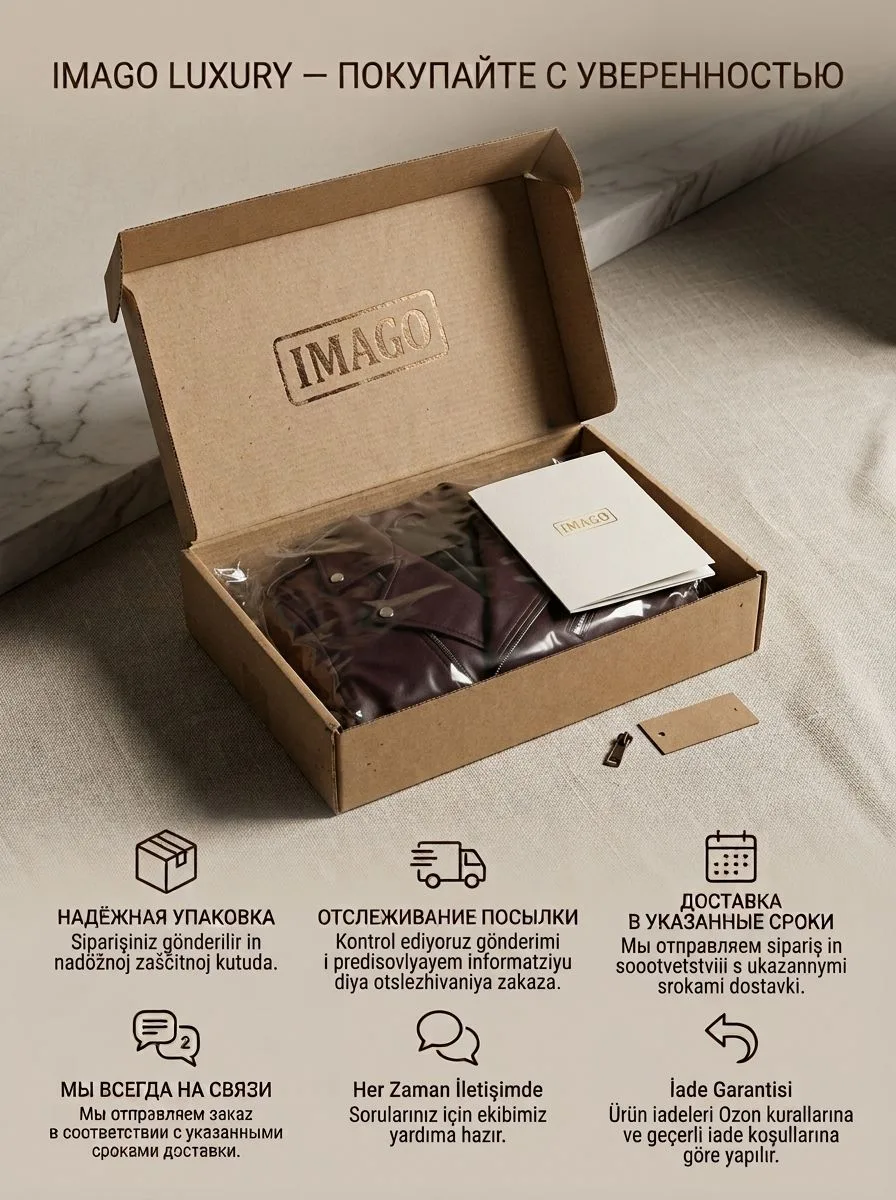 IMAGO LUXURY — ПОКУПАЙТЕ С УВЕРЕННОСТЬЮ
IMAGO
IMAGO
НАДЁЖНАЯ УПАКОВКА
Siparişiniz gönderilir in
nadöžnoj zaščitnoj kutuda.
ОТСЛЕЖИВАНИЕ ПОСЫЛКИ
Kontrol ediyoruz gönderimi
i predisovlyayem informatziyu
diya otslezhivaniya zakaza.
ДОСТАВКА
В УКАЗАННЫЕ СРОКИ
Мы отправляем sipariş in
soootvetstviii s ukazannymi
srokami dostavki.
2
МЫ ВСЕГДА НА СВЯЗИ
Мы отправляем заказ
в соответствии с указанными
сроками доставки.
Her Zaman İletişimde
Sorularınız için ekibimiz
yardıma hazır.
İade Garantisi
Ürün iadeleri Ozon kurallarına
ve geçerli iade koşullarına
göre yapılır.